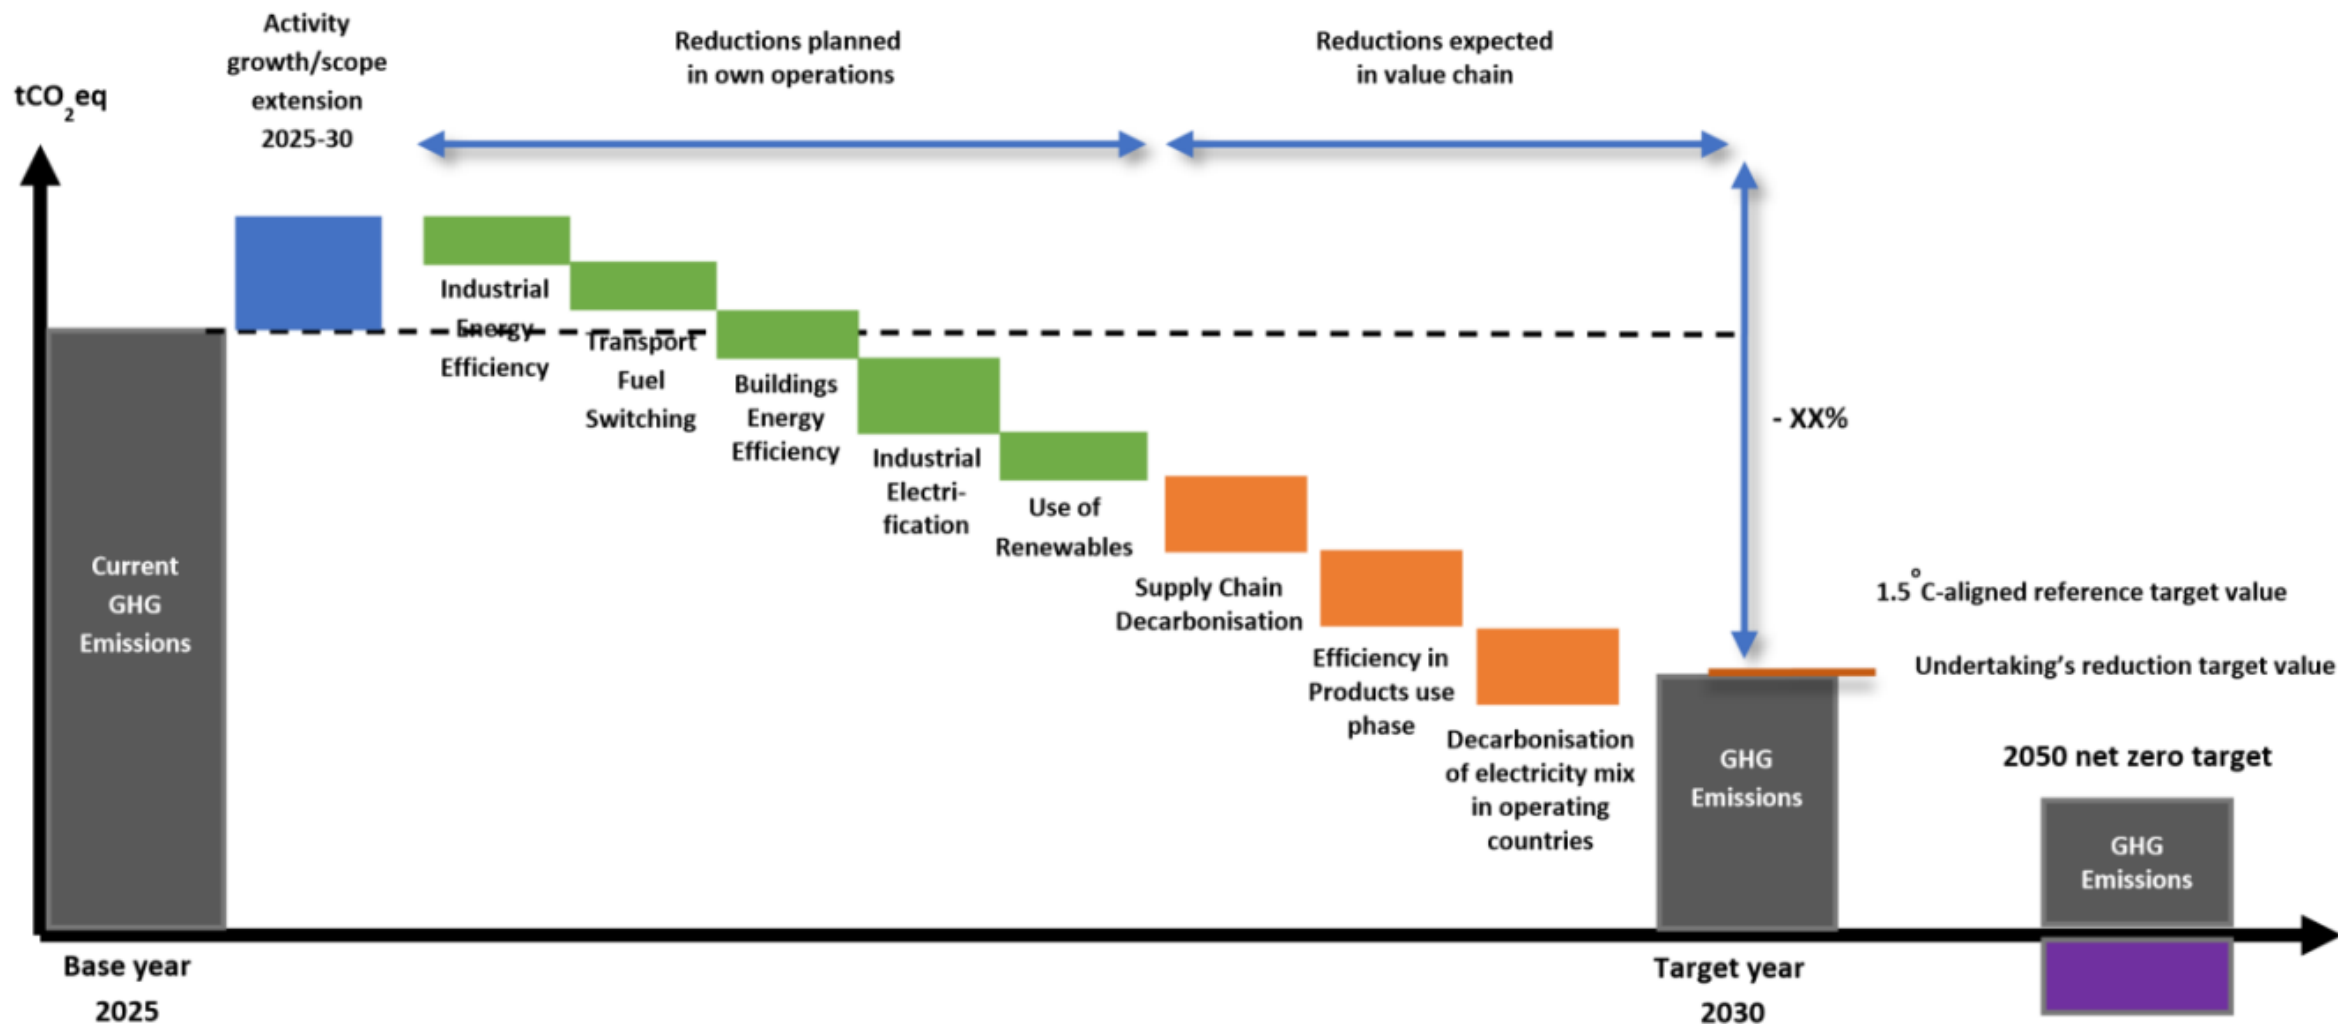 Activity
growth/scope
extension
2025-30
Reductions planned
in own operations
Reductions expected
in value chain
tCO2eq
Industrial
Energy
Efficiency
Transport
Fuel
Switching
Buildings
Energy
Efficiency
Industrial
Electri-
fication
Use of
Renewables
Supply Chain
Decarbonisation
Efficiency in
Products use
phase
Decarbonisation
of electricity mix
in operating
countries
- XX%
1.5°C-aligned reference target value
Undertaking's reduction target value
Current
GHG
Emissions
GHG
Emissions
2050 net zero target
GHG
Emissions
Base year
2025
Target year
2030